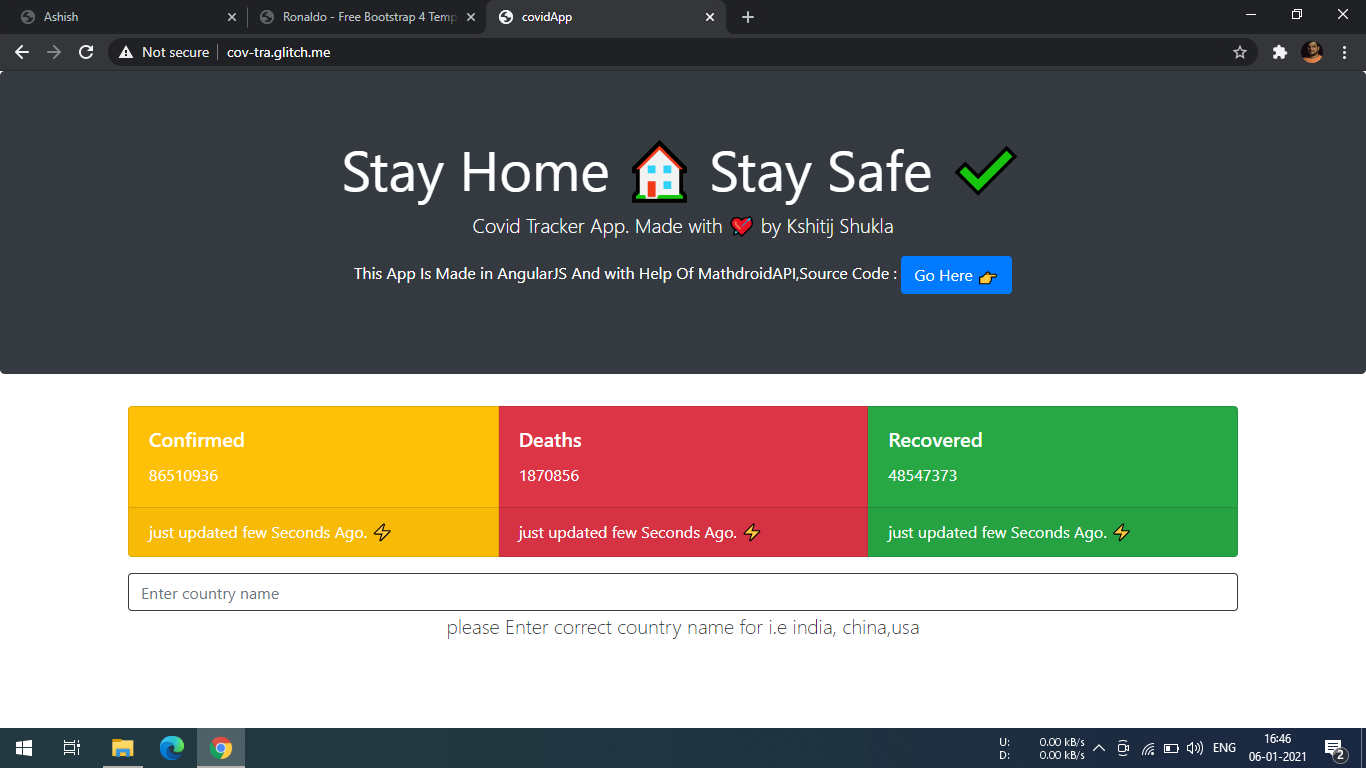 Ashish
Ronaldo - Free Bootstrap 4 Temp
covidApp
Not secure
cov-tra.glitch.me
Stay Home 🏠 Stay Safe ✔
Covid Tracker App. Made with 💘 by Kshitij Shukla
This App Is Made in AngularJS And with Help Of MathdroidAPI,Source Code : Go Here 👉
Confirmed
86510936
just updated few Seconds Ago. ⚡
Deaths
1870856
just updated few Seconds Ago. ⚡
Recovered
48547373
just updated few Seconds Ago. ⚡
Enter country name
please Enter correct country name for i.e india, china,usa
U: 0.00 kB/s
D: 0.00 kB/s
ENG
16:46
06-01-2021
2